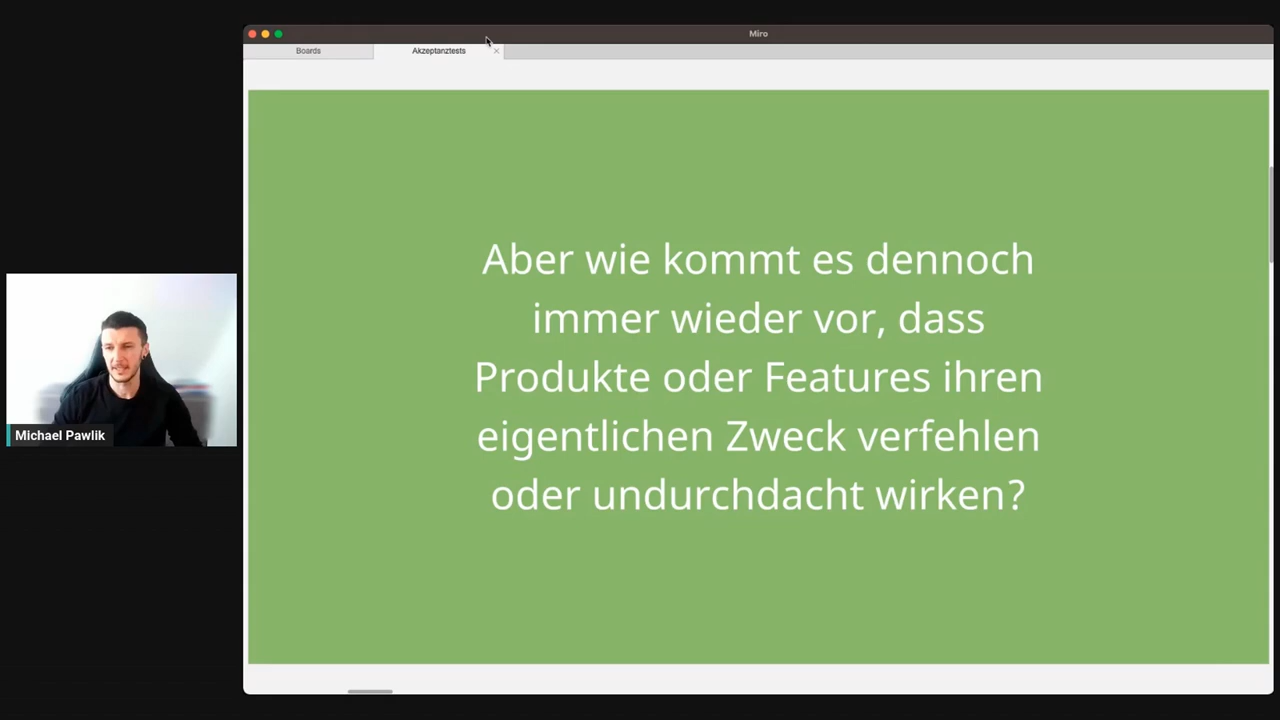 Miro
Boards
Akzeptanztests
Aber wie kommt es dennoch
immer wieder vor, dass
Produkte oder Features ihren
eigentlichen Zweck verfehlen
oder undurchdacht wirken?
Michael Pawlik